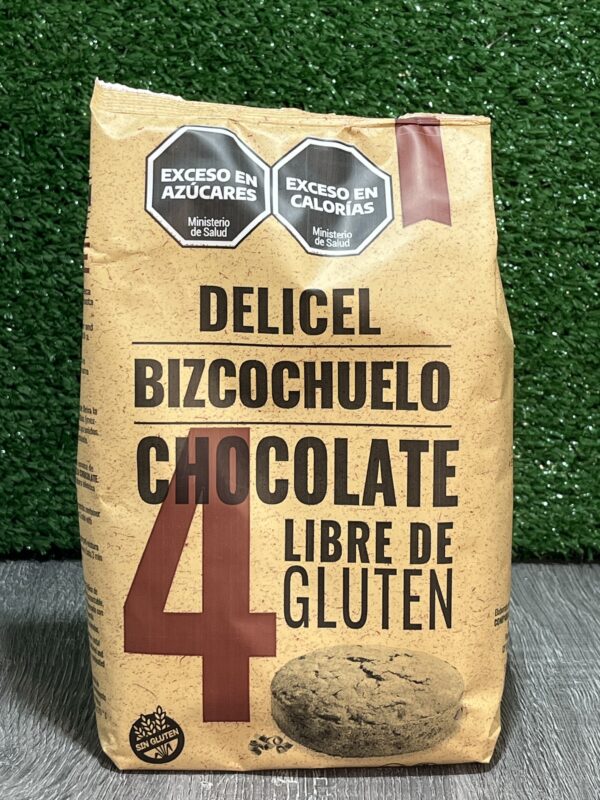 EXCESO EN
AZÚCARES
Ministerio
de Salud
EXCESO EN
CALORÍAS
Ministerio
de Salud
DELICEL
BIZCOCHUELO
CHOCOLATE
4
LIBRE DE
GLUTEN
SIN GLUTEN